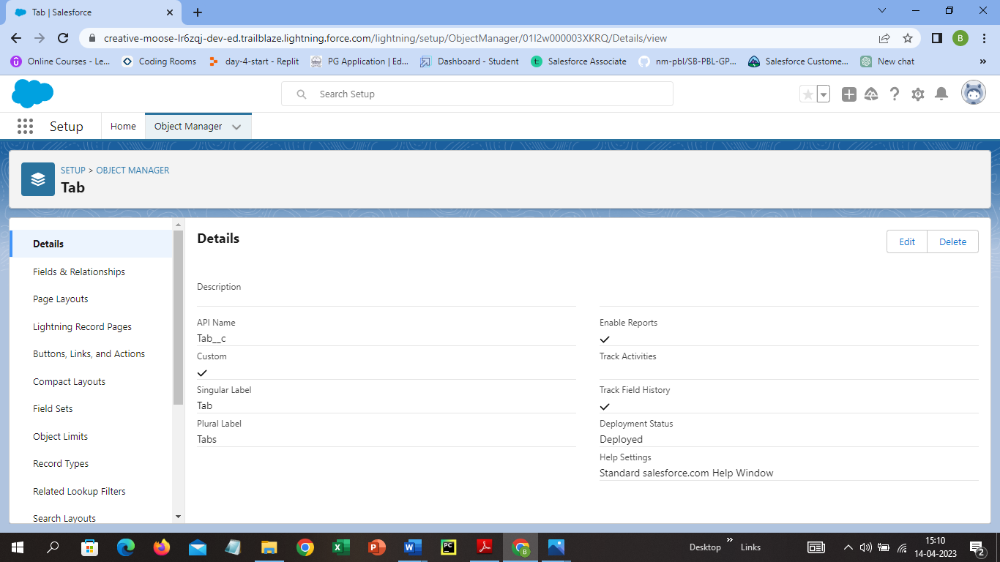 Tab | Salesforce
creative-moose-lr6zqj-dev-ed.trailblaze.lightning.force.com/lightning/setup/ObjectManager/01I2w000003XKRQ/Details/view
B
Online Courses - Le...
Coding Rooms
day-4-start - Replit
PG Application | Ed...
Dashboard - Student
t:
Salesforce Associate
nm-pbl/SB-PBL-GP...
Salesforce Custome...
New chat
»
Search Setup
Setup
Home
Object Manager
SETUP > OBJECT MANAGER
Tab
Details
Fields & Relationships
Page Layouts
Lightning Record Pages
Buttons, Links, and Actions
Compact Layouts
Field Sets
Object Limits
Record Types
Related Lookup Filters
Search Layouts
Details
Edit
Delete
Description
API Name
Tab__c
Custom
Singular Label
Tab
Plural Label
Tabs
Enable Reports
Track Activities
Track Field History
Deployment Status
Deployed
Help Settings
Standard salesforce.com Help Window
Desktop
»
Links
15:10
14-04-2023
2